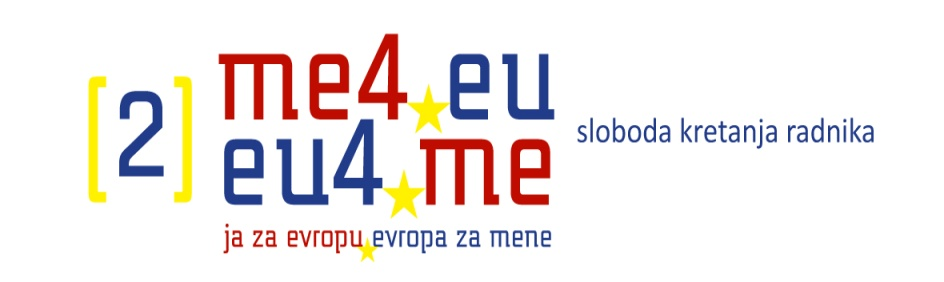 [2]
me4.eu
eu4.me
ja za evropu.evropa za mene
sloboda kretanja radnika